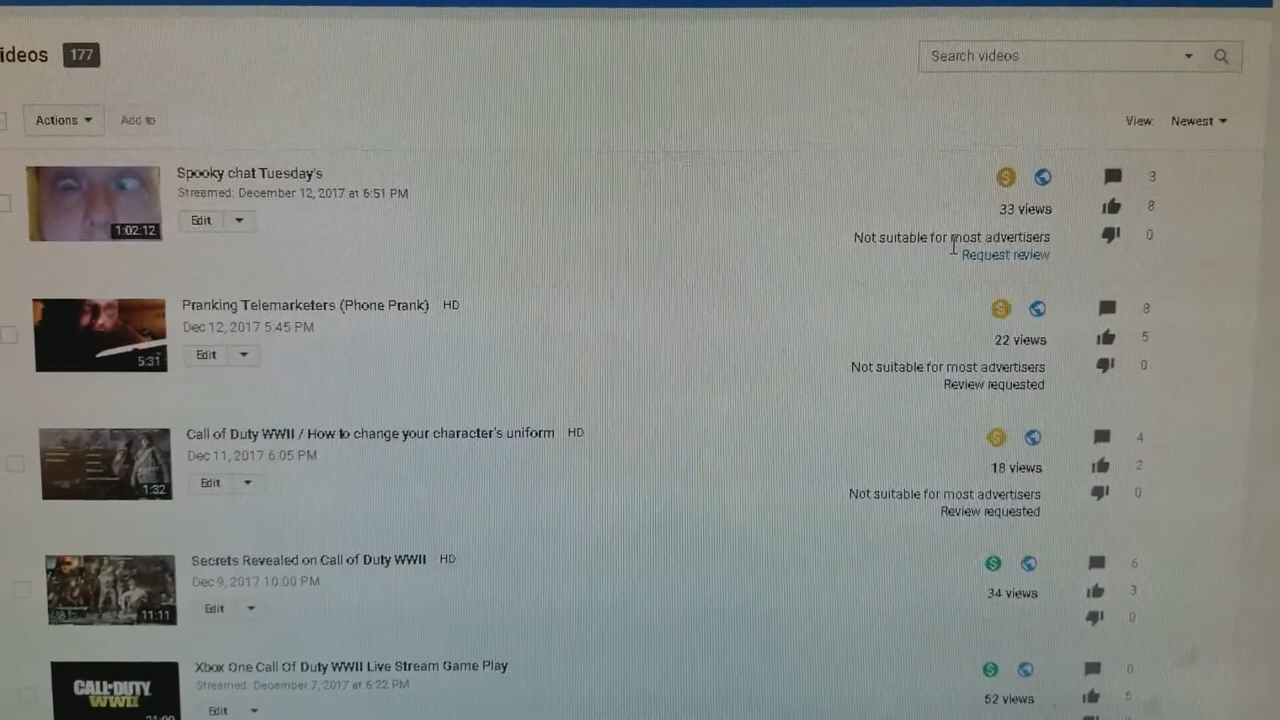 ideos 177
Search videos
Actions Add to
View: Newest
Spooky chat Tuesday's
Streamed: December 12, 2017 at 6:51 PM
Edit
1:02:12
33 views
Not suitable for most advertisers
Request review
3
8
0
Pranking Telemarketers (Phone Prank) HD
Dec 12, 2017 5:45 PM
Edit
5:31
22 views
Not suitable for most advertisers
Review requested
8
5
0
Call of Duty WWII / How to change your character's uniform HD
Dec 11, 2017 6:05 PM
Edit
1:32
18 views
Not suitable for most advertisers
Review requested
4
2
0
Secrets Revealed on Call of Duty WWII HD
Dec 9, 2017 10:00 PM
Edit
11:11
34 views
6
3
0
Xbox One Call Of Duty WWII Live Stream Game Play
Streamed: December 7, 2017 at 6:22 PM
Edit
CALL·DUTY
WWII
52 views
0
5